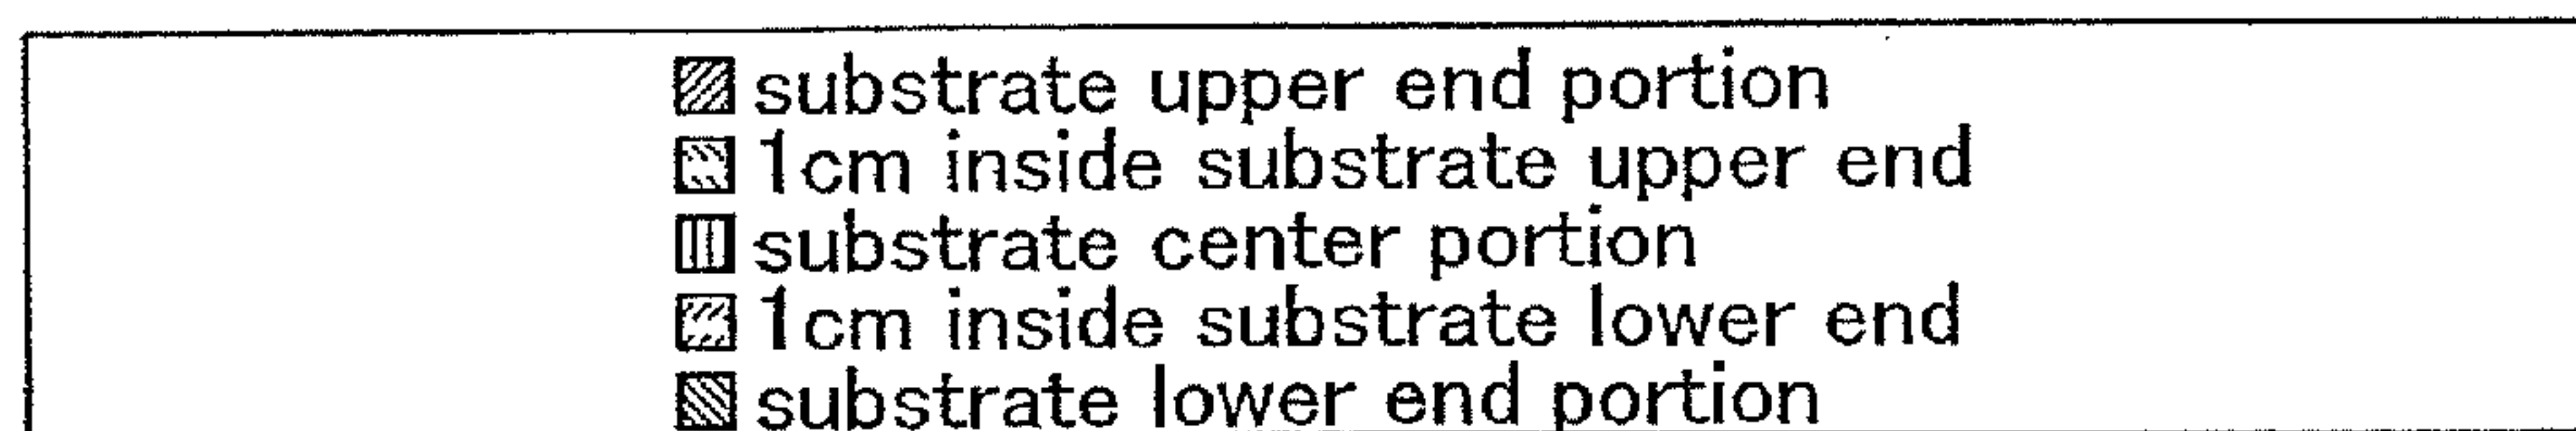 substrate upper end portion
1cm inside substrate upper end
substrate center portion
1cm inside substrate lower end
substrate lower end portion